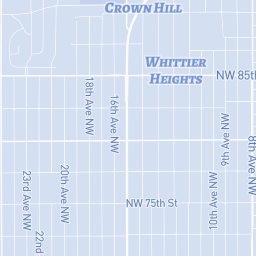 CROWN HILL
WHITTIER
HEIGHTS
NW 85th
18th Ave NW
16th Ave NW
9th Ave NW
8th Ave
23rd Ave NW
20th Ave NW
NW 75th St
10th Ave NW
22nd